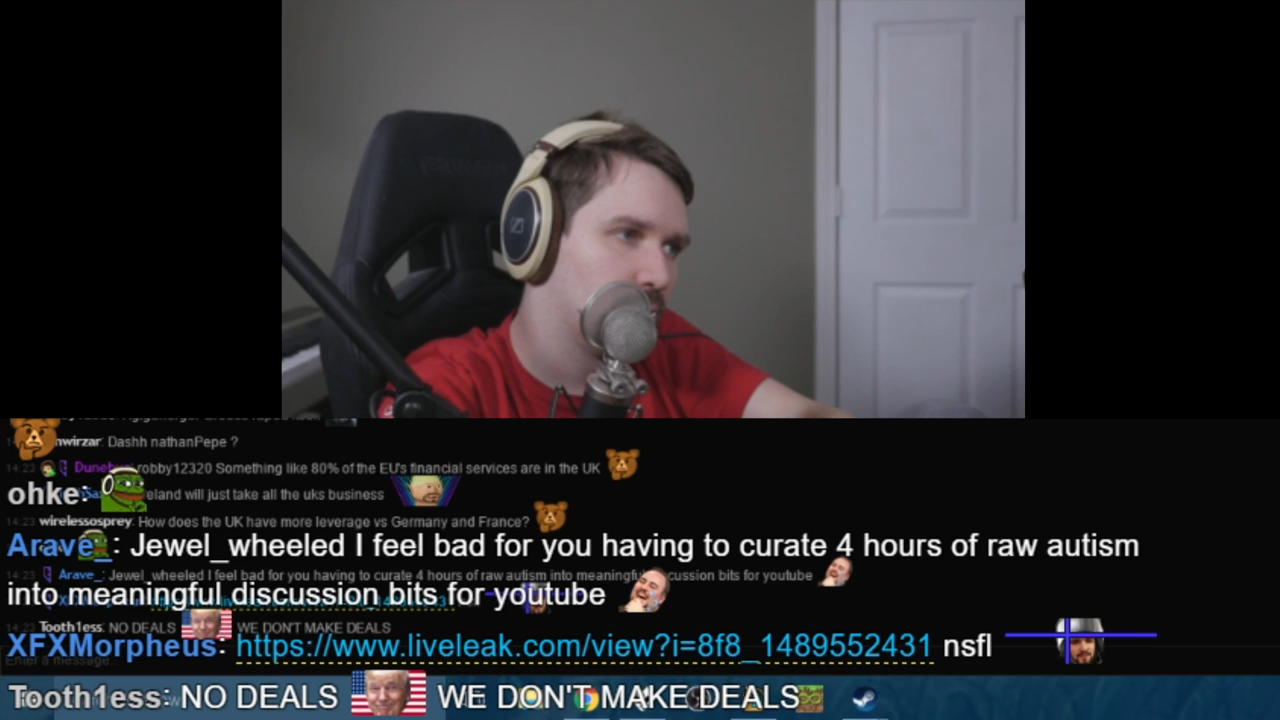 nwirzar: Dashh nathanPepe ?
robby12320 Something like 80% of the EU's financial services are in the UK
ohke:
eland will just take all the uks business
14:23 wirelessosprey: How does the UK have more leverage vs Germany and France?
Arave_: Jewel_wheeled I feel bad for you having to curate 4 hours of raw autism
14:23 Arave_: Jewel_wheeled I feel bad for you having to curate 4 hours of raw autism into meaningful discussion bits for youtube
into meaningful discussion bits for youtube
Tooth1ess: NO DEALS WE DON'T MAKE DEALS
XFXMorpheus: https://www.liveleak.com/view?i=8f8_1489552431 nsfl
Enter a message...
Tooth1ess: NO DEALS WE DON'T MAKE DEALS